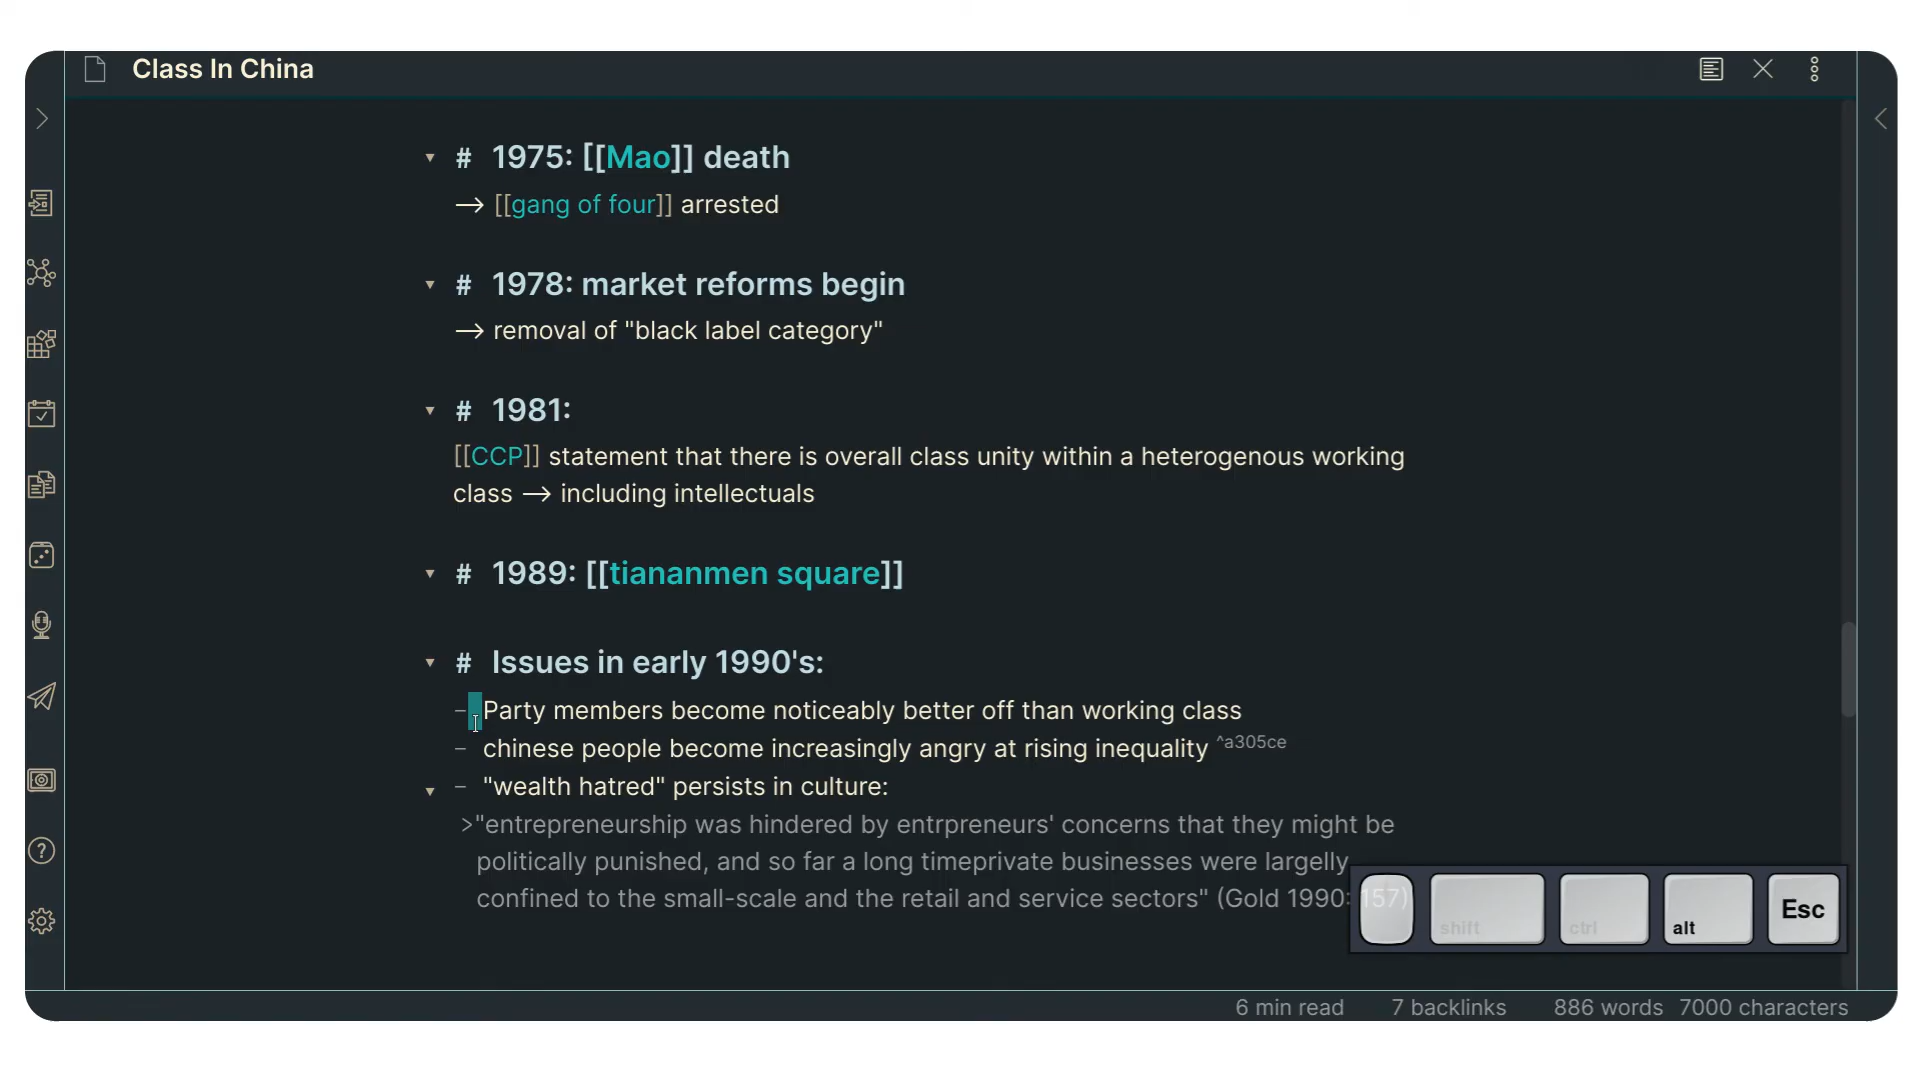 Class In China
# 1975: [[Mao]] death
→ [[gang of four]] arrested
# 1978: market reforms begin
→ removal of "black label category"
# 1981:
[[CCP]] statement that there is overall class unity within a heterogenous working
class → including intellectuals
# 1989: [[tiananmen square]]
# Issues in early 1990's:
– Party members become noticeably better off than working class
– chinese people become increasingly angry at rising inequality ^a305ce
– "wealth hatred" persists in culture:
>"entrepreneurship was hindered by entrpreneurs' concerns that they might be
politically punished, and so far a long timeprivate businesses were largelly
confined to the small-scale and the retail and service sectors" (Gold 1990: 157)
shift ctrl alt Esc
6 min read 7 backlinks 886 words 7000 characters